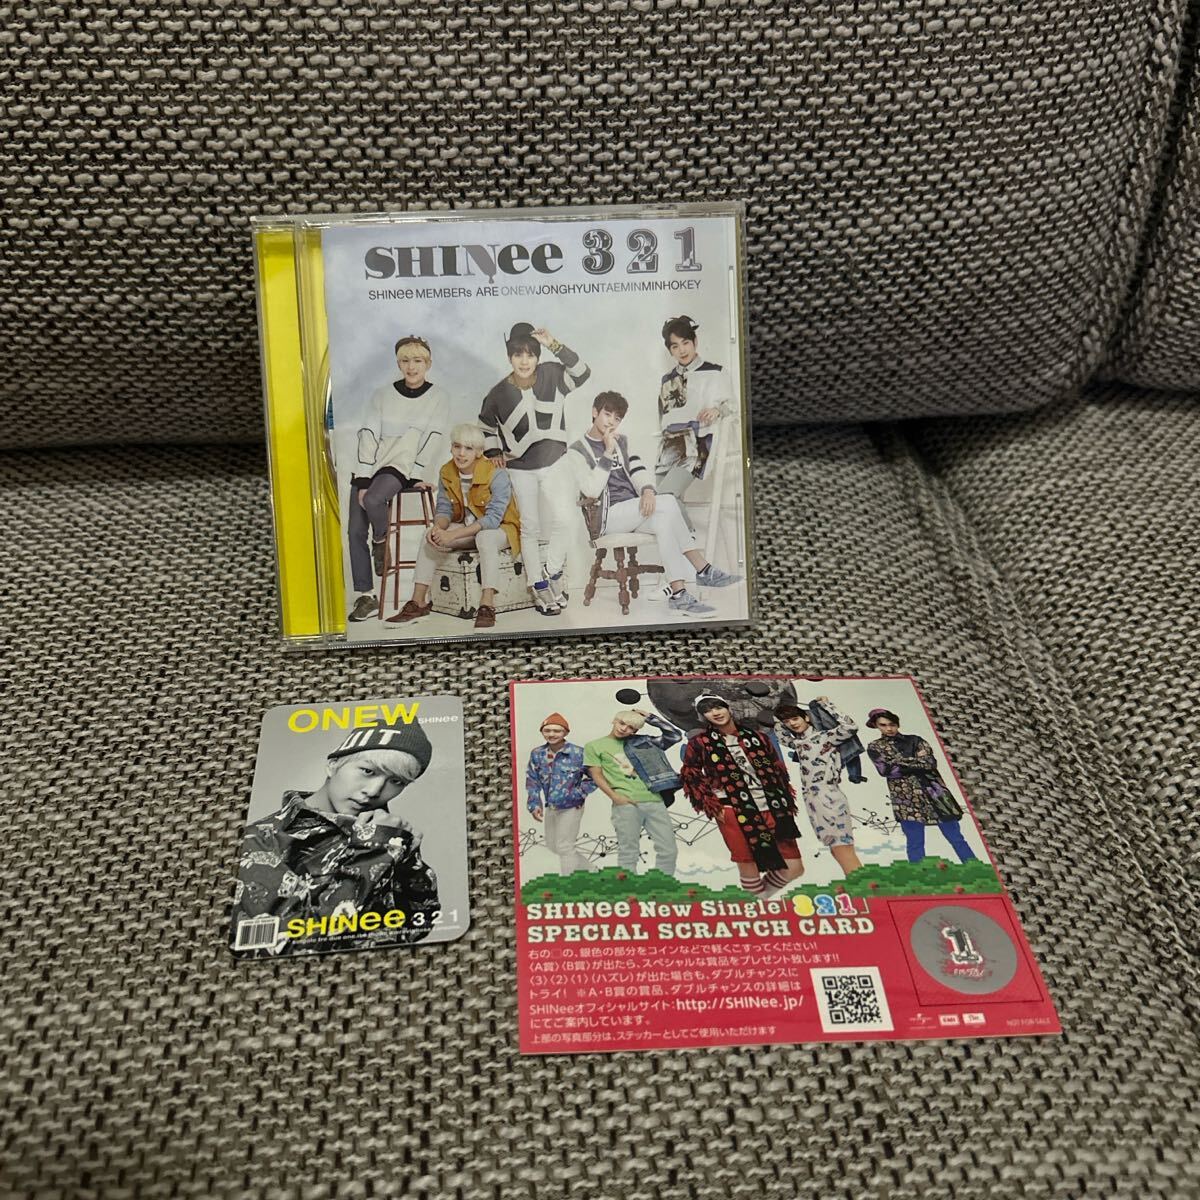 SHINee 321
SHINee MEMBERs ARE ONEWJONGHYUNTAEMINMINHOKEY
ONEW SHINee
SHINee 321
SHINee New Single「321」
SPECIAL SCRATCH CARD
右の□の、銀色の部分をコインなどで軽くこすってください!
〈A賞〉〈B賞〉が出たら、スペシャルな賞品をプレゼント致します!!
〈3〉〈2〉〈1〉(ハズレ)が出た場合も、ダブルチャンスに
トライ! ※A・B賞の賞品、ダブルチャンスの詳細は
SHINeeオフィシャルサイト:http://SHINee.jp/
にてご案内しています。
上部の写真部分は、ステッカーとしてご使用いただけます
1
EMI
NOT FOR SALE